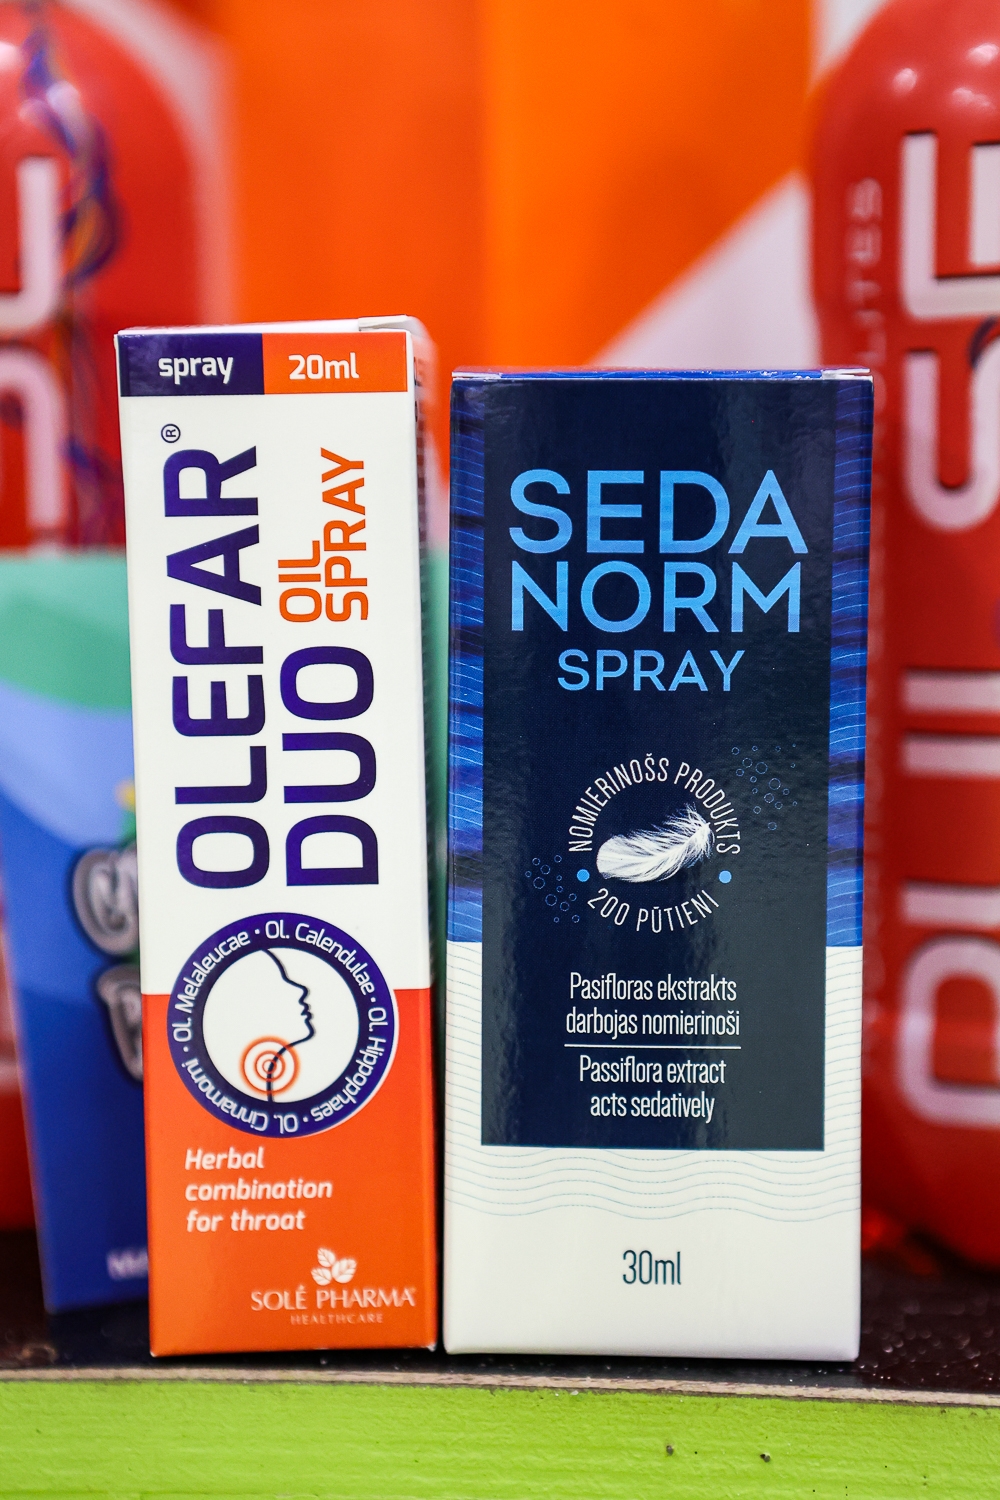 spray
20ml
OLEFAR®
DUO
OIL
SPRAY
Ol. Melaleucae • Ol. Calendulae • Ol. Hippophaes • Ol. Cinnamomi •
Herbal
combination
for throat
SOLÉ PHARMA
HEALTHCARE
SEDA
NORM
SPRAY
NOMIERINOŠS PRODUKTS
200 PŪTIENI
Pasifloras ekstrakts
darbojas nomierinoši
Passiflora extract
acts sedatively
30ml